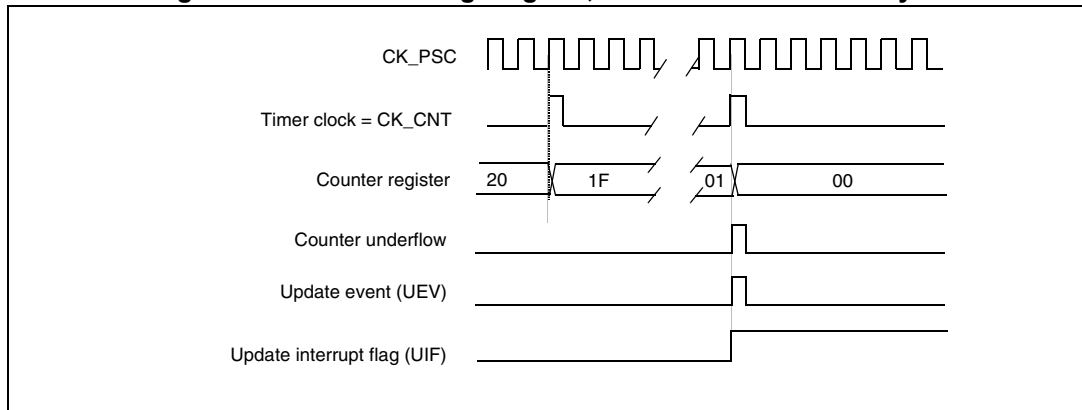 CK_PSC
Timer clock = CK_CNT
Counter register 20 1F 01 00
Counter underflow
Update event (UEV)
Update interrupt flag (UIF)